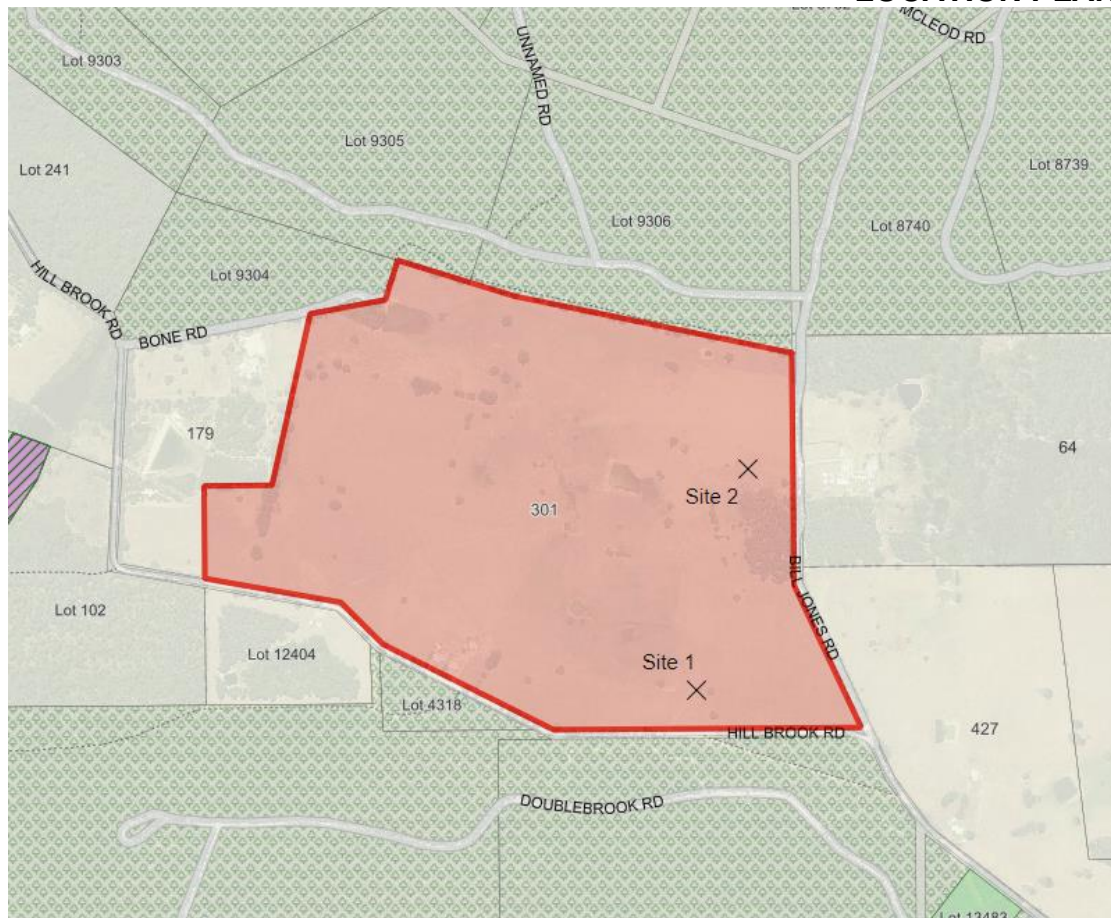 MCLEOD RD
Lot 9303
UNNAMED RD
Lot 9305
Lot 8739
Lot 241
Lot 9306
Lot 8740
Lot 9304
HILL BROOK RD
BONE RD
179
64
Site 2
301
BILL JONES RD
Lot 102
Lot 12404
Site 1
Lot 4318
HILL BROOK RD
427
DOUBLEBROOK RD